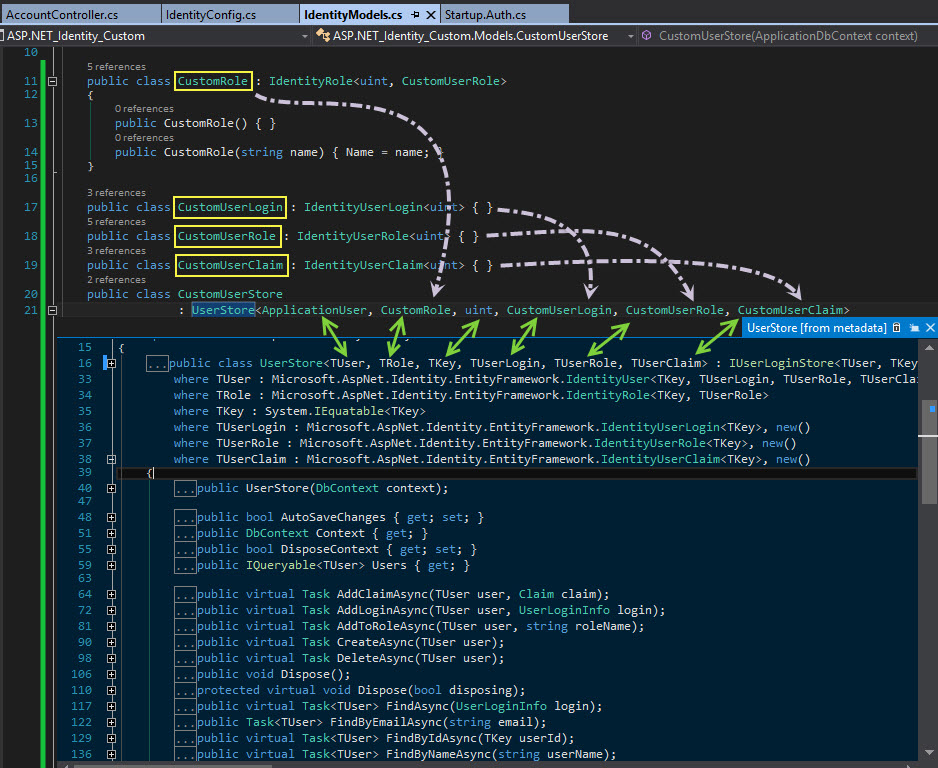 AccountController.cs IdentityConfig.cs IdentityModels.cs Startup.Auth.cs
ASP.NET_Identity_Custom ASP.NET_Identity_Custom.Models.CustomUserStore CustomUserStore(ApplicationDbContext context)
10
5 references
11 public class CustomRole : IdentityRole<uint, CustomUserRole>
12 {
0 references
13 public CustomRole() { }
0 references
14 public CustomRole(string name) { Name = name; }
15 }
16
3 references
17 public class CustomUserLogin : IdentityUserLogin<uint> { }
5 references
18 public class CustomUserRole : IdentityUserRole<uint> { }
3 references
19 public class CustomUserClaim : IdentityUserClaim<uint> { }
2 references
20 public class CustomUserStore
21 : UserStore<ApplicationUser, CustomRole, uint, CustomUserLogin, CustomUserRole, CustomUserClaim>
UserStore [from metadata]
15 {
16 ...public class UserStore<TUser, TRole, TKey, TUserLogin, TUserRole, TUserClaim> : IUserLoginStore<TUser, TKey
33 where TUser : Microsoft.AspNet.Identity.EntityFramework.IdentityUser<TKey, TUserLogin, TUserRole, TUserCla
34 where TRole : Microsoft.AspNet.Identity.EntityFramework.IdentityRole<TKey, TUserRole>
35 where TKey : System.IEquatable<TKey>
36 where TUserLogin : Microsoft.AspNet.Identity.EntityFramework.IdentityUserLogin<TKey>, new()
37 where TUserRole : Microsoft.AspNet.Identity.EntityFramework.IdentityUserRole<TKey>, new()
38 where TUserClaim : Microsoft.AspNet.Identity.EntityFramework.IdentityUserClaim<TKey>, new()
39 {
40 ...public UserStore(DbContext context);
47
48 ...public bool AutoSaveChanges { get; set; }
51 ...public DbContext Context { get; }
55 ...public bool DisposeContext { get; set; }
59 ...public IQueryable<TUser> Users { get; }
63
64 ...public virtual Task AddClaimAsync(TUser user, Claim claim);
72 ...public virtual Task AddLoginAsync(TUser user, UserLoginInfo login);
81 ...public virtual Task AddToRoleAsync(TUser user, string roleName);
90 ...public virtual Task CreateAsync(TUser user);
98 ...public virtual Task DeleteAsync(TUser user);
106 ...public void Dispose();
110 ...protected virtual void Dispose(bool disposing);
117 ...public virtual Task<TUser> FindAsync(UserLoginInfo login);
122 ...public Task<TUser> FindByEmailAsync(string email);
129 ...public virtual Task<TUser> FindByIdAsync(TKey userId);
136 ...public virtual Task<TUser> FindByNameAsync(string userName);